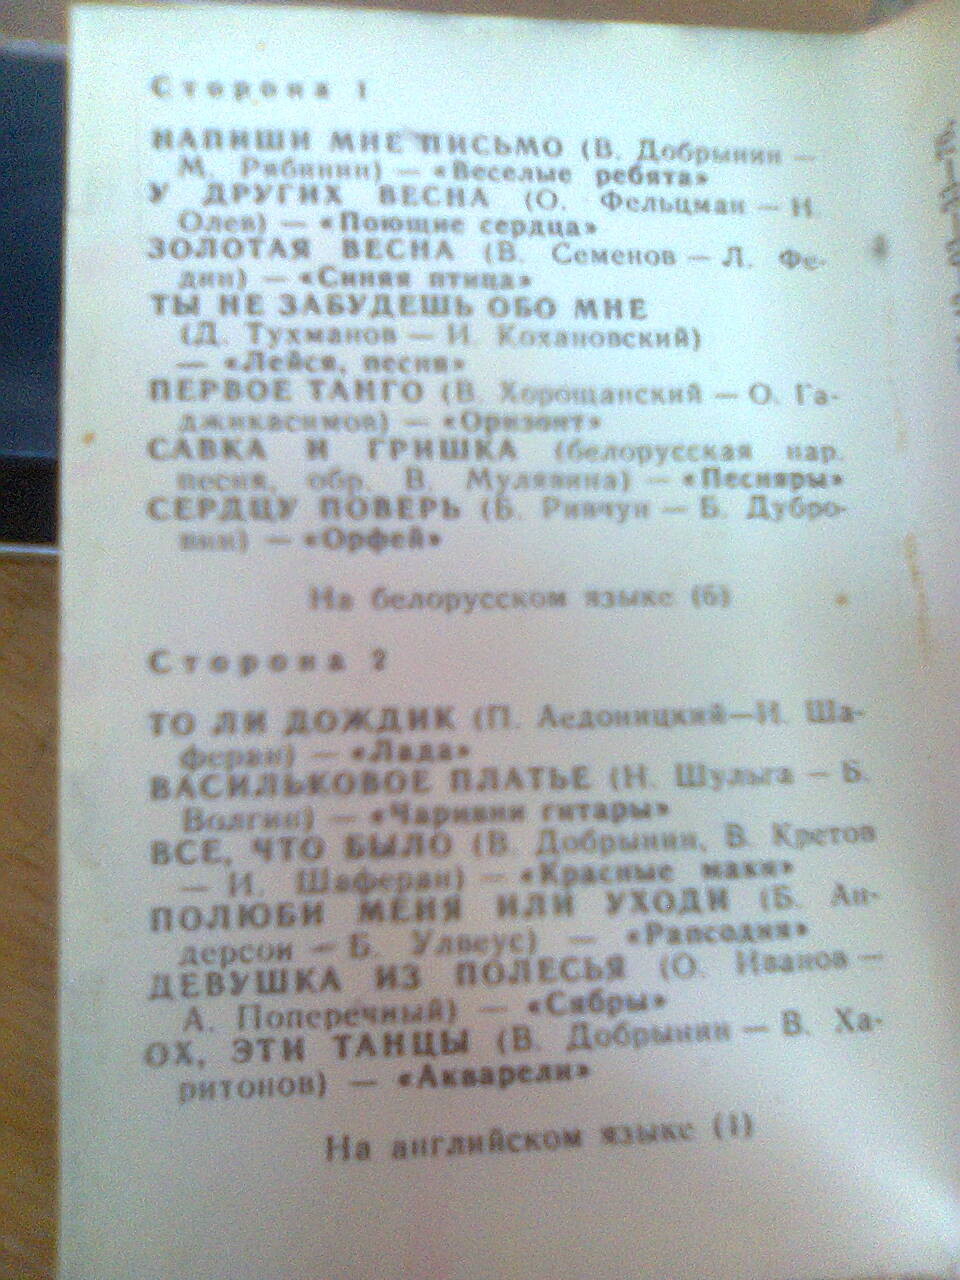 Сторона 1
НАПИШИ МНЕ ПИСЬМО (В. Добрынин —
М. Рябинин) — «Веселые ребята»
У ДРУГИХ ВЕСНА (О. Фельцман — И.
Олев) — «Поющие сердца»
ЗОЛОТАЯ ВЕСНА (В. Семенов — Л. Фе-
дин) — «Синяя птица»
ТЫ НЕ ЗАБУДЕШЬ ОБО МНЕ
(Д. Тухманов — И. Кохановский)
— «Лейся, песня»
ПЕРВОЕ ТАНГО (В. Хорощанский — О. Га-
джикасимов) — «Оризонт»
САВКА И ГРИШКА (белорусская нар.
песня, обр. В. Мулявина) — «Песняры»
СЕРДЦУ ПОВЕРЬ (Б. Ривчун — Б. Дубро-
вин) — «Орфей»
На белорусском языке (6)
Сторона 2
ТО ЛИ ДОЖДИК (П. Аедоницкий—И. Ша-
феран) — «Лада»
ВАСИЛЬКОВОЕ ПЛАТЬЕ (Н. Шульга — Б.
Волгин) — «Чаривни гитары»
ВСЕ, ЧТО БЫЛО (В. Добрынин, В. Кретов
— И. Шаферан) — «Красные маки»
ПОЛЮБИ МЕНЯ ИЛИ УХОДИ (Б. Ан-
дерсон — Б. Улвеус) — «Рапсодия»
ДЕВУШКА ИЗ ПОЛЕСЬЯ (О. Иванов —
А. Поперечный) — «Сябры»
ОХ, ЭТИ ТАНЦЫ (В. Добрынин — В. Ха-
ритонов) — «Акварели»
На английском языке (1)